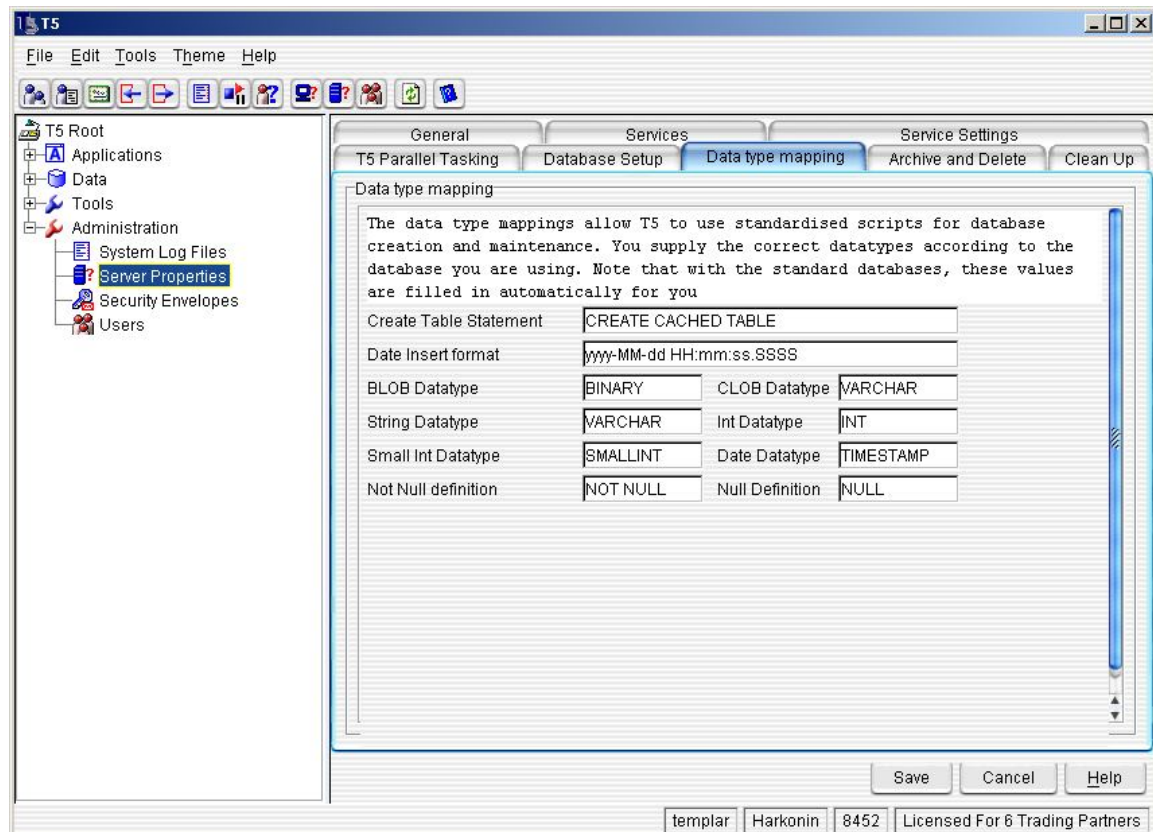 T5
File Edit Tools Theme Help
T5 Root
Applications
Data
Tools
Administration
System Log Files
Server Properties
Security Envelopes
Users
General Services Service Settings
T5 Parallel Tasking Database Setup Data type mapping Archive and Delete Clean Up
Data type mapping
The data type mappings allow T5 to use standardised scripts for database
creation and maintenance. You supply the correct datatypes according to the
database you are using. Note that with the standard databases, these values
are filled in automatically for you
Create Table Statement CREATE CACHED TABLE
Date Insert format yyyy-MM-dd HH:mm:ss.SSSS
BLOB Datatype BINARY CLOB Datatype VARCHAR
String Datatype VARCHAR Int Datatype INT
Small Int Datatype SMALLINT Date Datatype TIMESTAMP
Not Null definition NOT NULL Null Definition NULL
Save Cancel Help
templar Harkonin 8452 Licensed For 6 Trading Partners